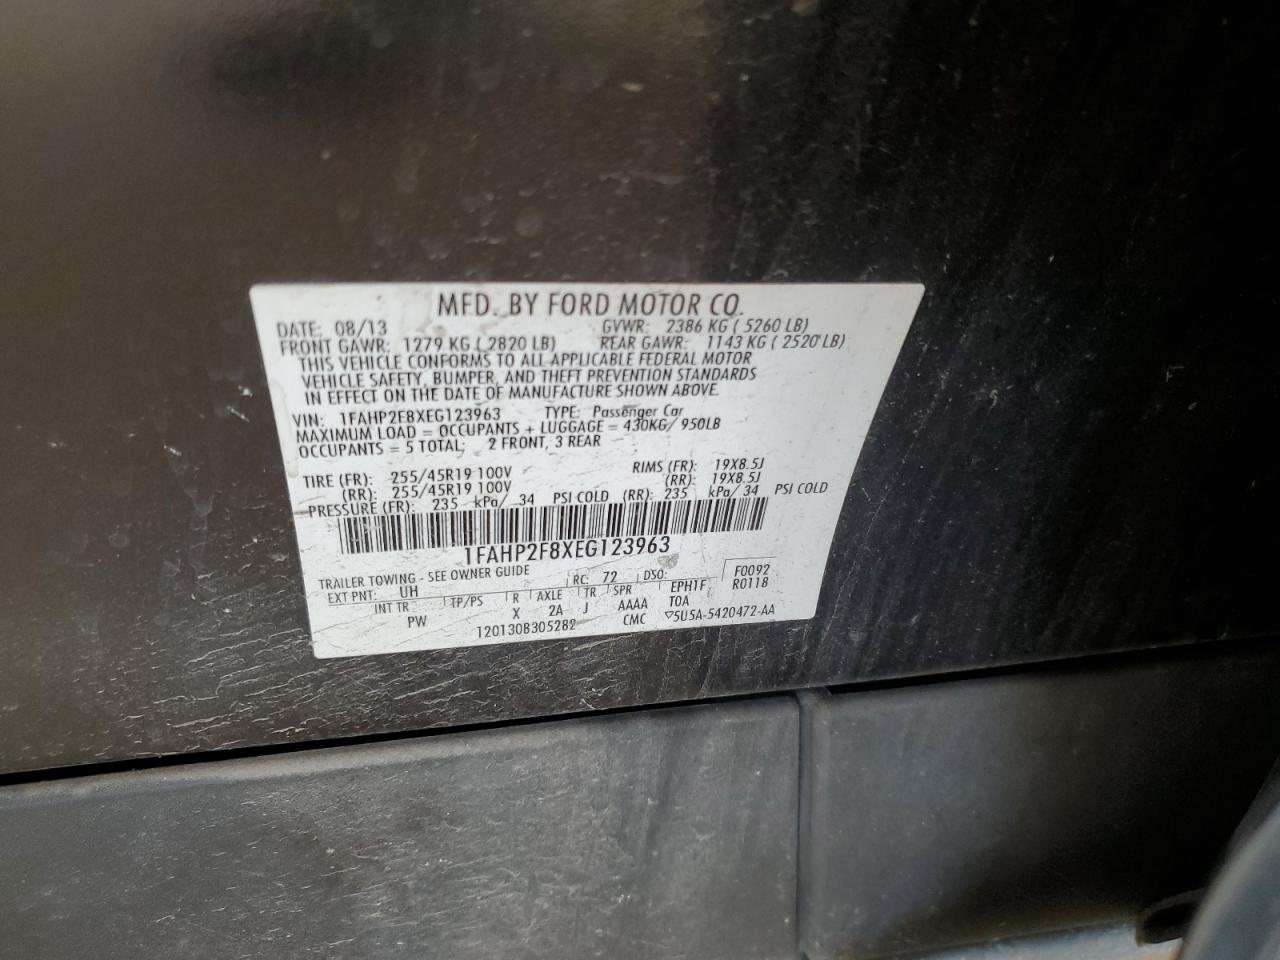 MFD. BY FORD MOTOR CO.
DATE: 08/13 GVWR: 2386 KG ( 5260 LB)
FRONT GAWR: 1279 KG ( 2820 LB) REAR GAWR: 1143 KG ( 2520 LB)
THIS VEHICLE CONFORMS TO ALL APPLICABLE FEDERAL MOTOR
VEHICLE SAFETY, BUMPER, AND THEFT PREVENTION STANDARDS
IN EFFECT ON THE DATE OF MANUFACTURE SHOWN ABOVE.
VIN: 1FAHP2F8XEG123963 TYPE: Passenger Car
MAXIMUM LOAD = OCCUPANTS + LUGGAGE = 430KG/ 950LB
OCCUPANTS = 5 TOTAL: 2 FRONT, 3 REAR
TIRE (FR): 255/45R19 100V RIMS (FR): 19X8.5J
(RR): 255/45R19 100V (RR): 19X8.5J
PRESSURE (FR): 235 kPa/ 34 PSI COLD (RR): 235 kPa/ 34 PSI COLD
1FAHP2F8XEG123963
TRAILER TOWING - SEE OWNER GUIDE RC: 72 DSO: F0092
EXT PNT: UH R0118
INT TR TP/PS R AXLE TR SPR EPH1F
PW X 2A J AAAA TOA
1201308305282 CMC ▽5U5A-5420472-AA